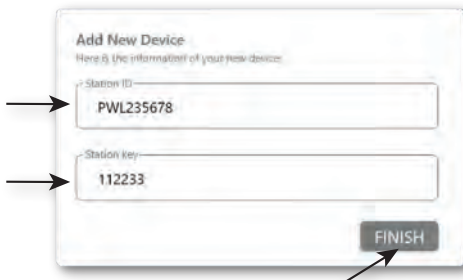 Add New Device
Here is the information of your new device:
Station ID
PWL235678
Station key
112233
FINISH